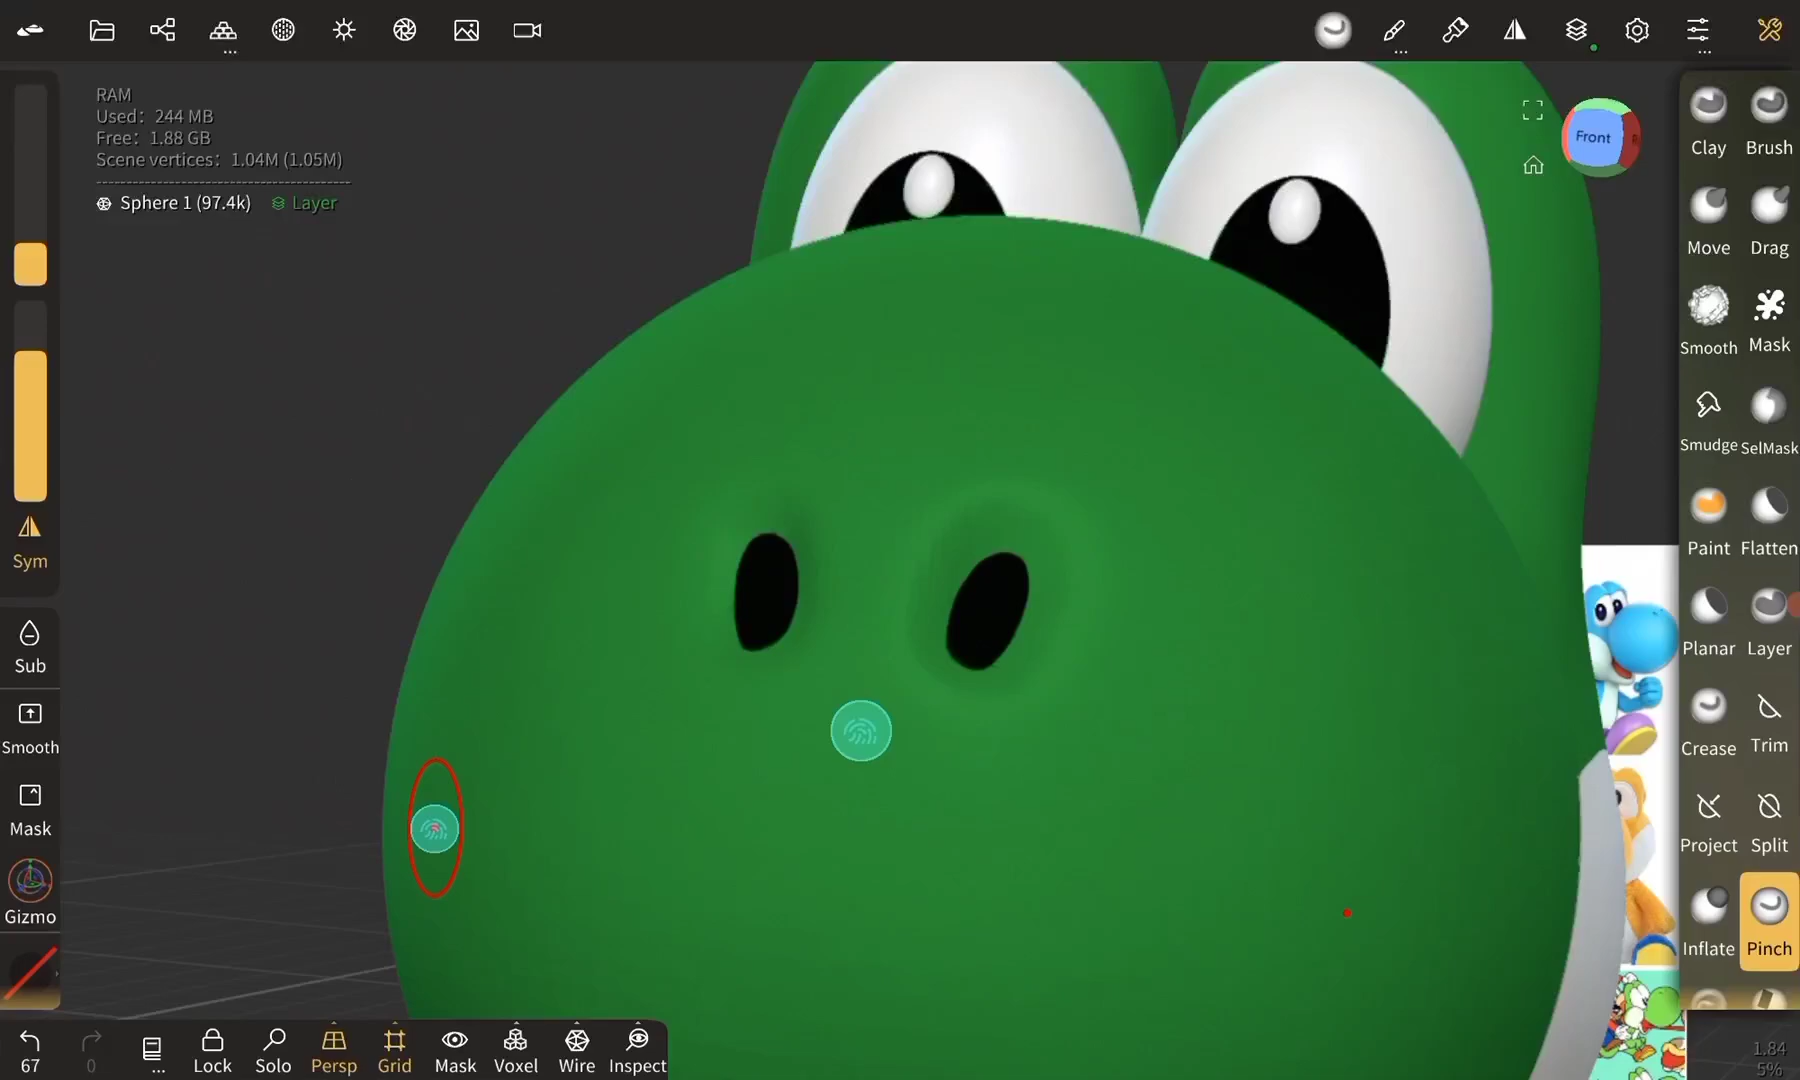 RAM
Used: 244 MB
Free: 1.88 GB
Scene vertices: 1.04M (1.05M)
Sphere 1 (97.4k) Layer
Front
Clay Brush
Move Drag
Smooth Mask
Smudge SelMask
Paint Flatten
Planar Layer
Crease Trim
Project Split
Inflate Pinch
Sym
Sub
Smooth
Mask
Gizmo
67 0 ... Lock Solo Persp Grid Mask Voxel Wire Inspect
1.84
5%